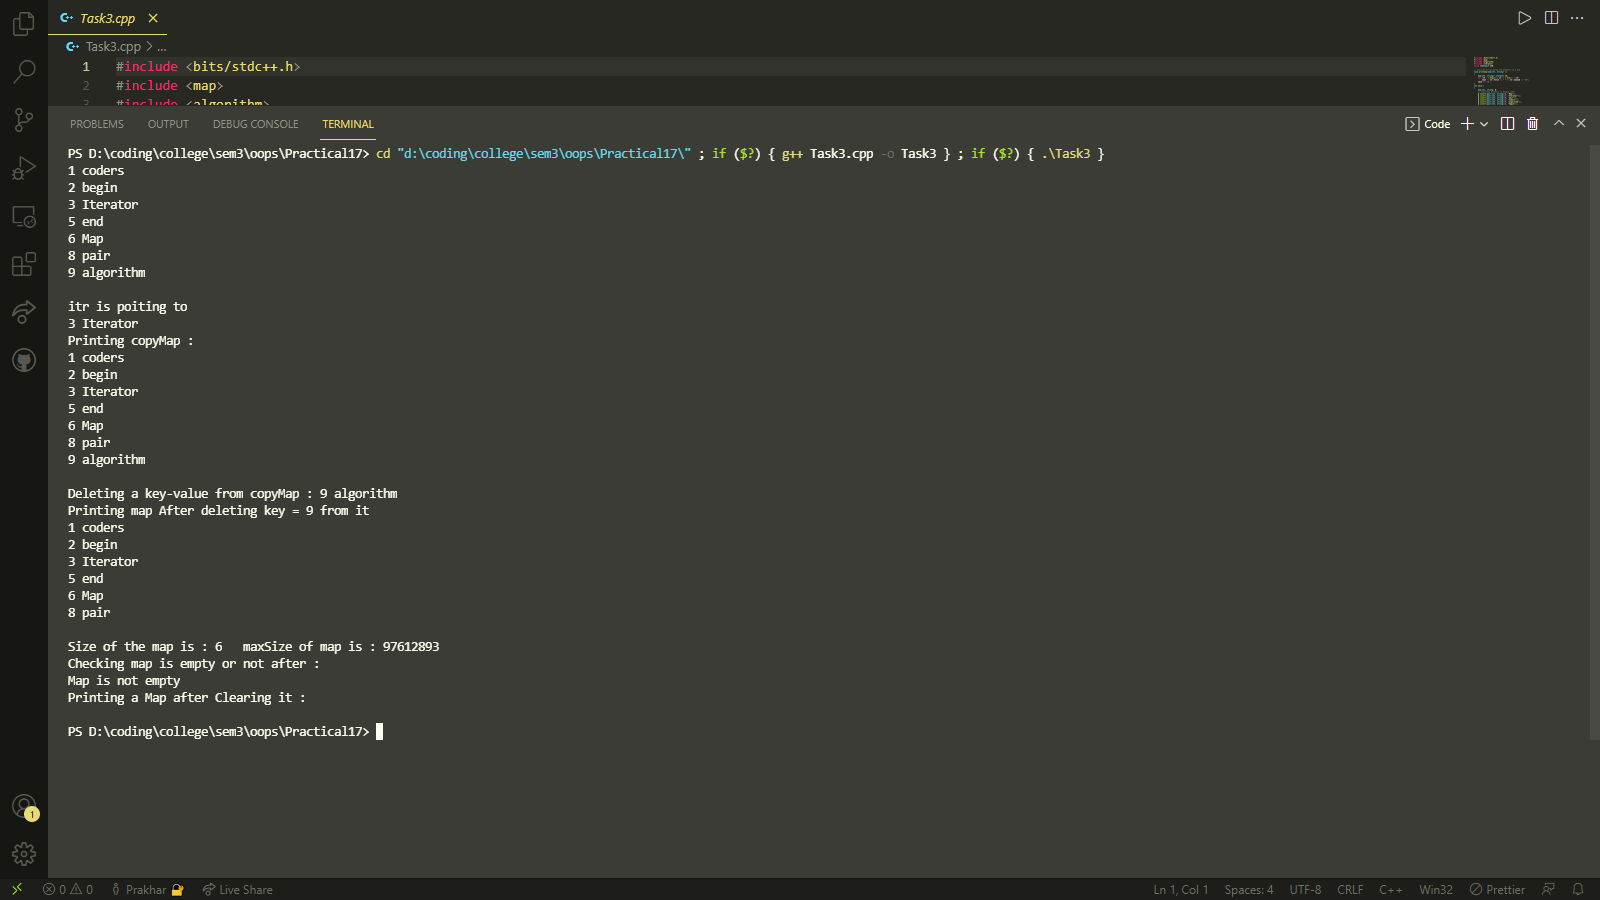 Task3.cpp
Task3.cpp > ...
1 #include <bits/stdc++.h>
2 #include <map>
3 #include <algorithm>
PROBLEMS OUTPUT DEBUG CONSOLE TERMINAL
Code
PS D:\coding\college\sem3\oops\Practical17> cd "d:\coding\college\sem3\oops\Practical17\" ; if ($?) { g++ Task3.cpp -o Task3 } ; if ($?) { .\Task3 }
1 coders
2 begin
3 Iterator
5 end
6 Map
8 pair
9 algorithm
itr is poiting to
3 Iterator
Printing copyMap :
1 coders
2 begin
3 Iterator
5 end
6 Map
8 pair
9 algorithm
Deleting a key-value from copyMap : 9 algorithm
Printing map After deleting key = 9 from it
1 coders
2 begin
3 Iterator
5 end
6 Map
8 pair
Size of the map is : 6   maxSize of map is : 97612893
Checking map is empty or not after :
Map is not empty
Printing a Map after Clearing it :
PS D:\coding\college\sem3\oops\Practical17>
1
0 0 Prakhar Live Share Ln 1, Col 1 Spaces: 4 UTF-8 CRLF C++ Win32 Prettier